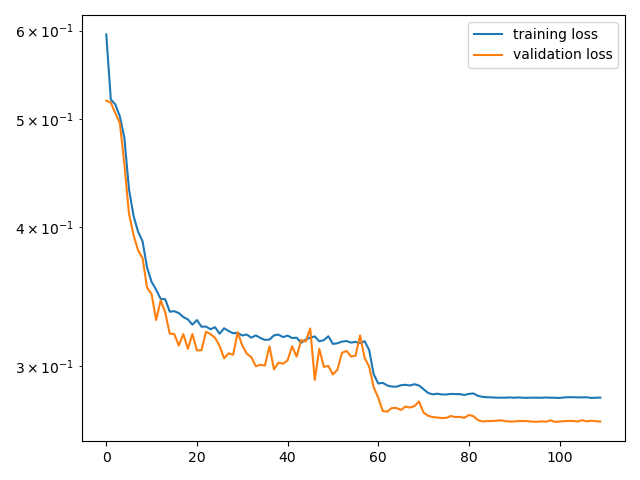 training loss
validation loss
6 × 10⁻¹
5 × 10⁻¹
4 × 10⁻¹
3 × 10⁻¹
0 20 40 60 80 100